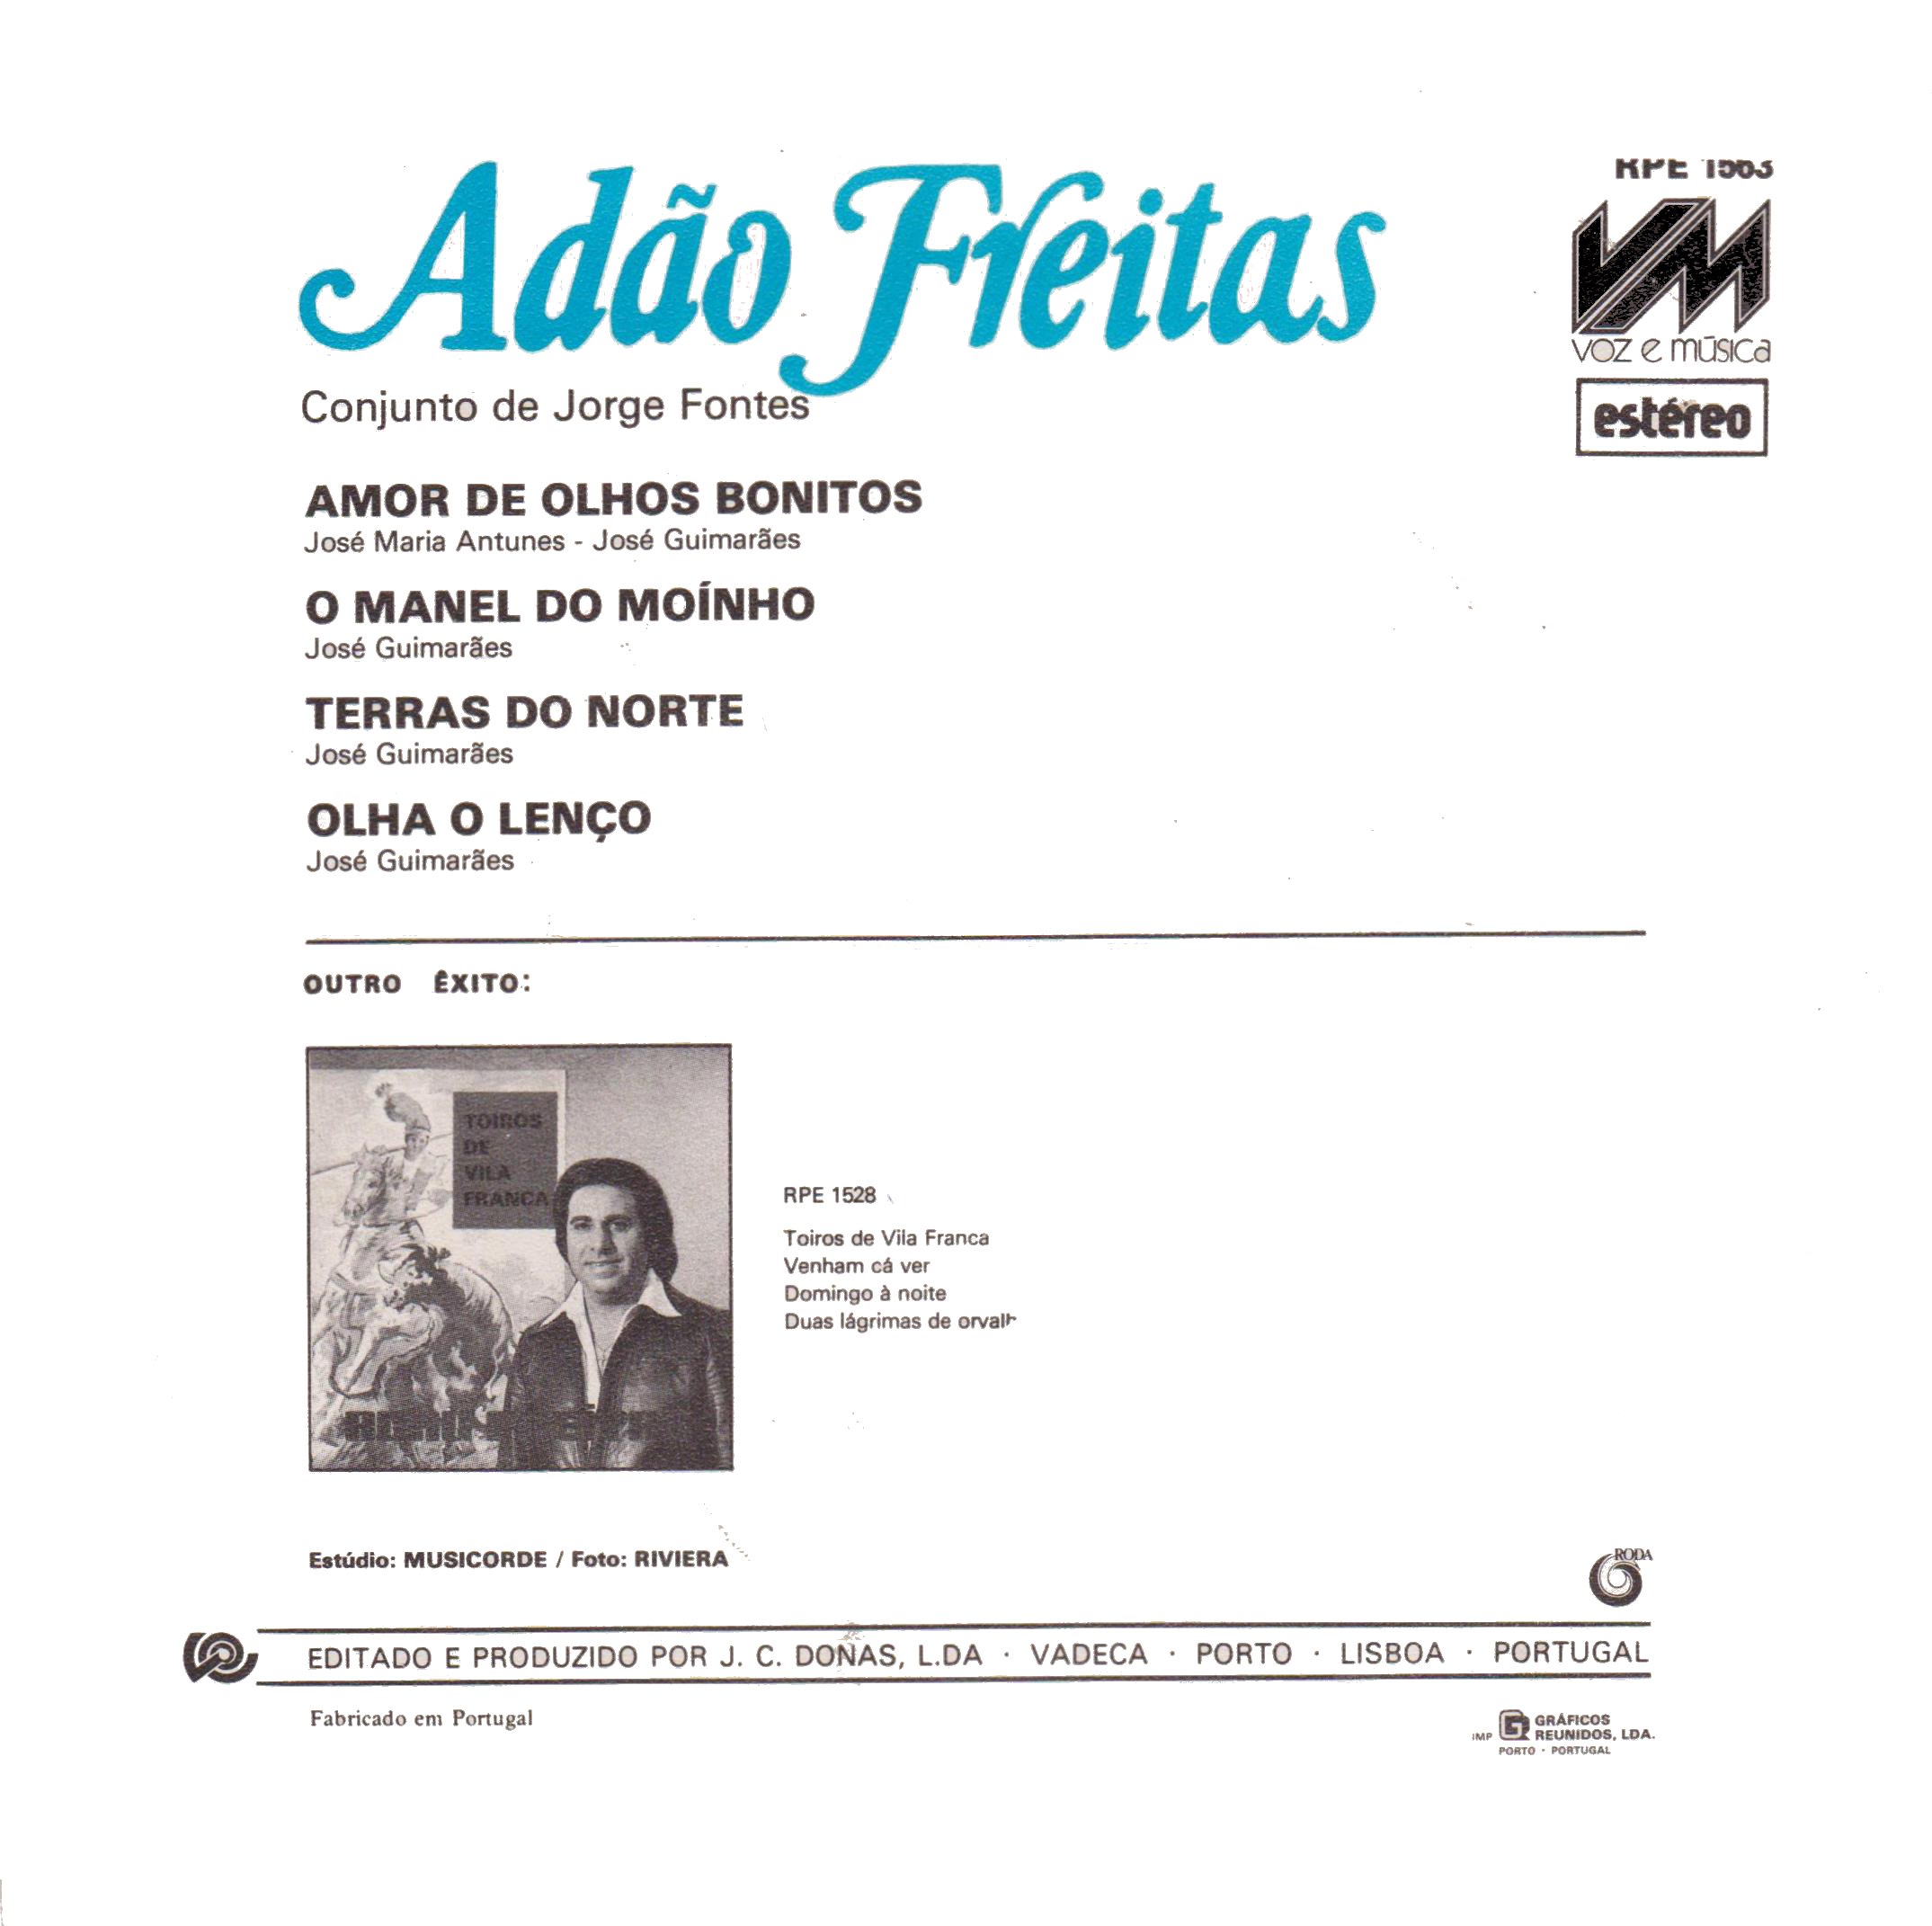 Adão Freitas
RPE 1563
VM
VOZ E MÚSICA
estéreo
Conjunto de Jorge Fontes
AMOR DE OLHOS BONITOS
José Maria Antunes - José Guimarães
O MANEL DO MOÍNHO
José Guimarães
TERRAS DO NORTE
José Guimarães
OLHA O LENÇO
José Guimarães
OUTRO ÊXITO:
TOIROS
DE
VILA
FRANCA
RPE 1528
Toiros de Vila Franca
Venham cá ver
Domingo à noite
Duas lágrimas de
Estúdio: MUSICORDE / Foto: RIVIERA
RODA
EDITADO E PRODUZIDO POR J. C. DONAS, L.DA · VADECA · PORTO · LISBOA · PORTUGAL
Fabricado em Portugal
IMP GRÁFICOS
REUNIDOS, LDA.
PORTO · PORTUGAL